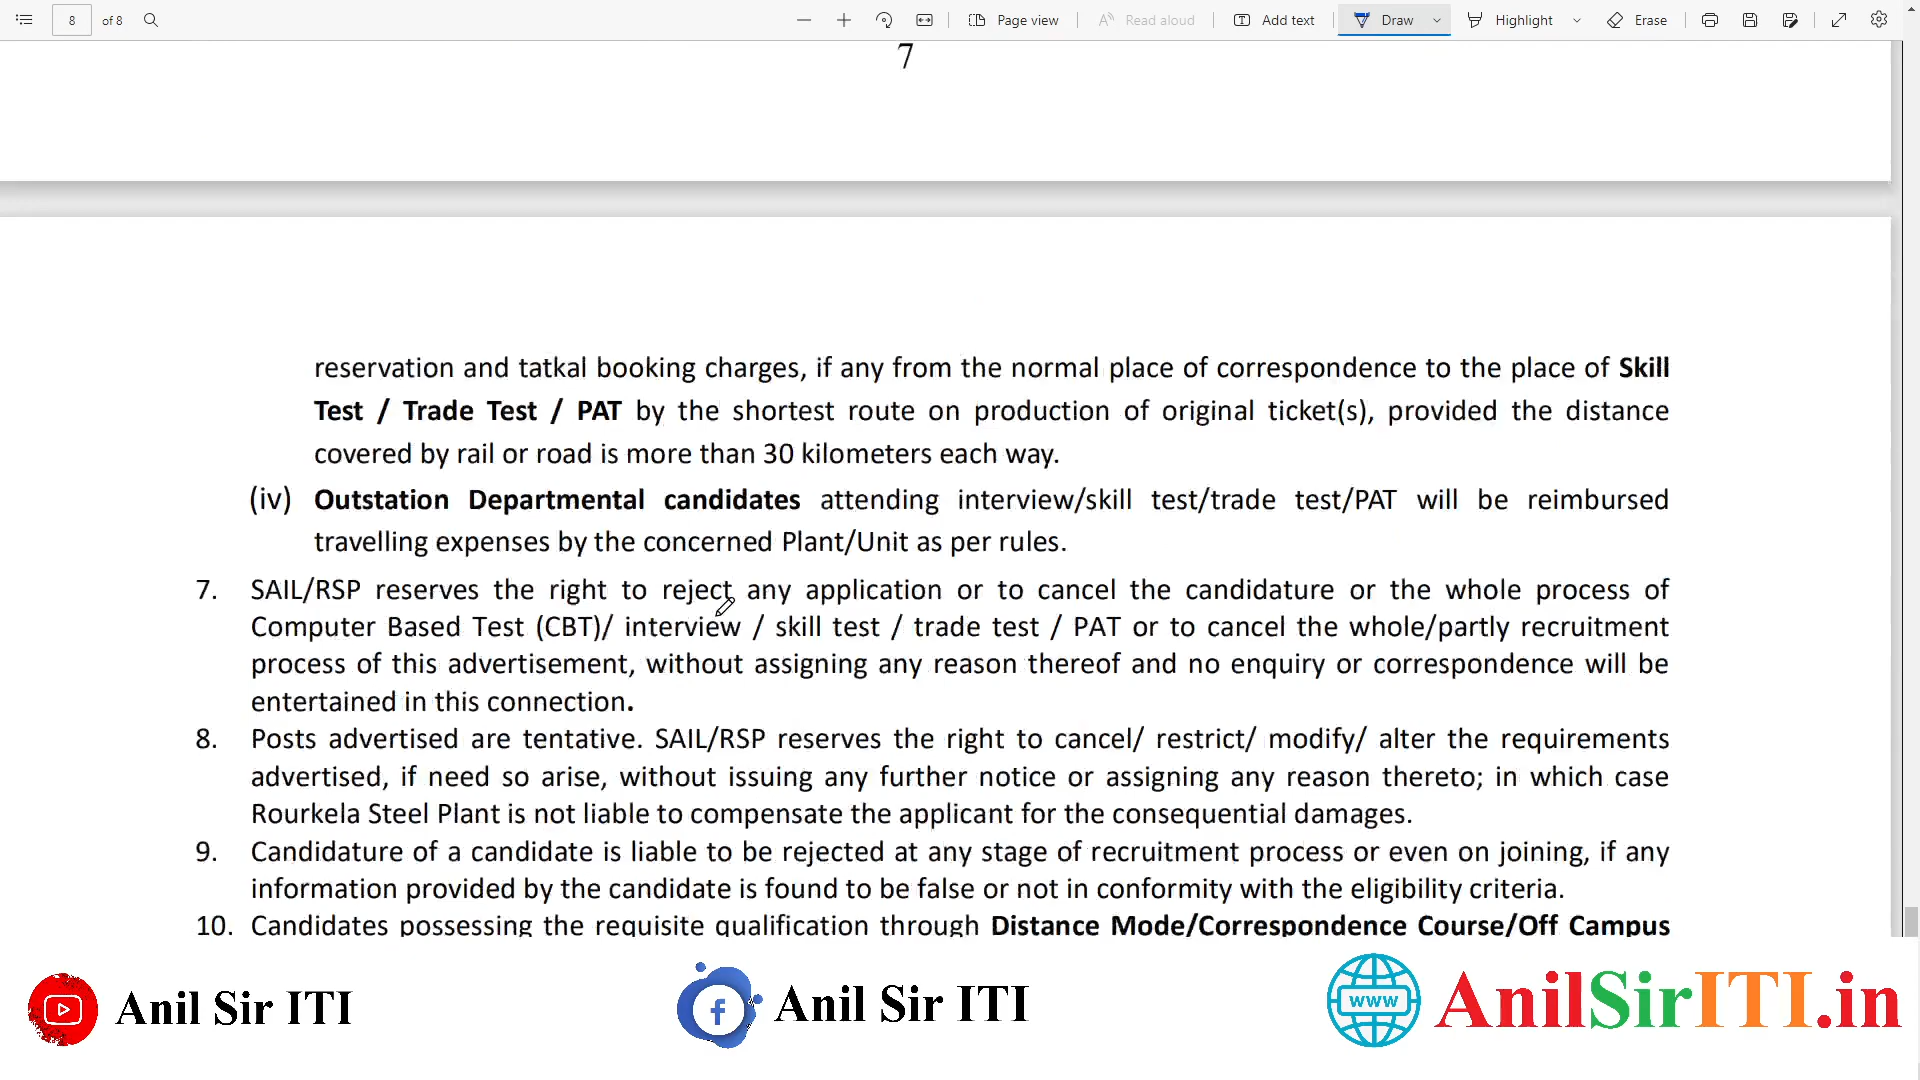 8 of 8 Page view Read aloud Add text Draw Highlight Erase
7
reservation and tatkal booking charges, if any from the normal place of correspondence to the place of Skill
Test / Trade Test / PAT by the shortest route on production of original ticket(s), provided the distance
covered by rail or road is more than 30 kilometers each way.
(iv) Outstation Departmental candidates attending interview/skill test/trade test/PAT will be reimbursed
travelling expenses by the concerned Plant/Unit as per rules.
7. SAIL/RSP reserves the right to reject any application or to cancel the candidature or the whole process of
Computer Based Test (CBT)/ interview / skill test / trade test / PAT or to cancel the whole/partly recruitment
process of this advertisement, without assigning any reason thereof and no enquiry or correspondence will be
entertained in this connection.
8. Posts advertised are tentative. SAIL/RSP reserves the right to cancel/ restrict/ modify/ alter the requirements
advertised, if need so arise, without issuing any further notice or assigning any reason thereto; in which case
Rourkela Steel Plant is not liable to compensate the applicant for the consequential damages.
9. Candidature of a candidate is liable to be rejected at any stage of recruitment process or even on joining, if any
information provided by the candidate is found to be false or not in conformity with the eligibility criteria.
10. Candidates possessing the requisite qualification through Distance Mode/Correspondence Course/Off Campus
Anil Sir ITI Anil Sir ITI www AnilSirITI.in